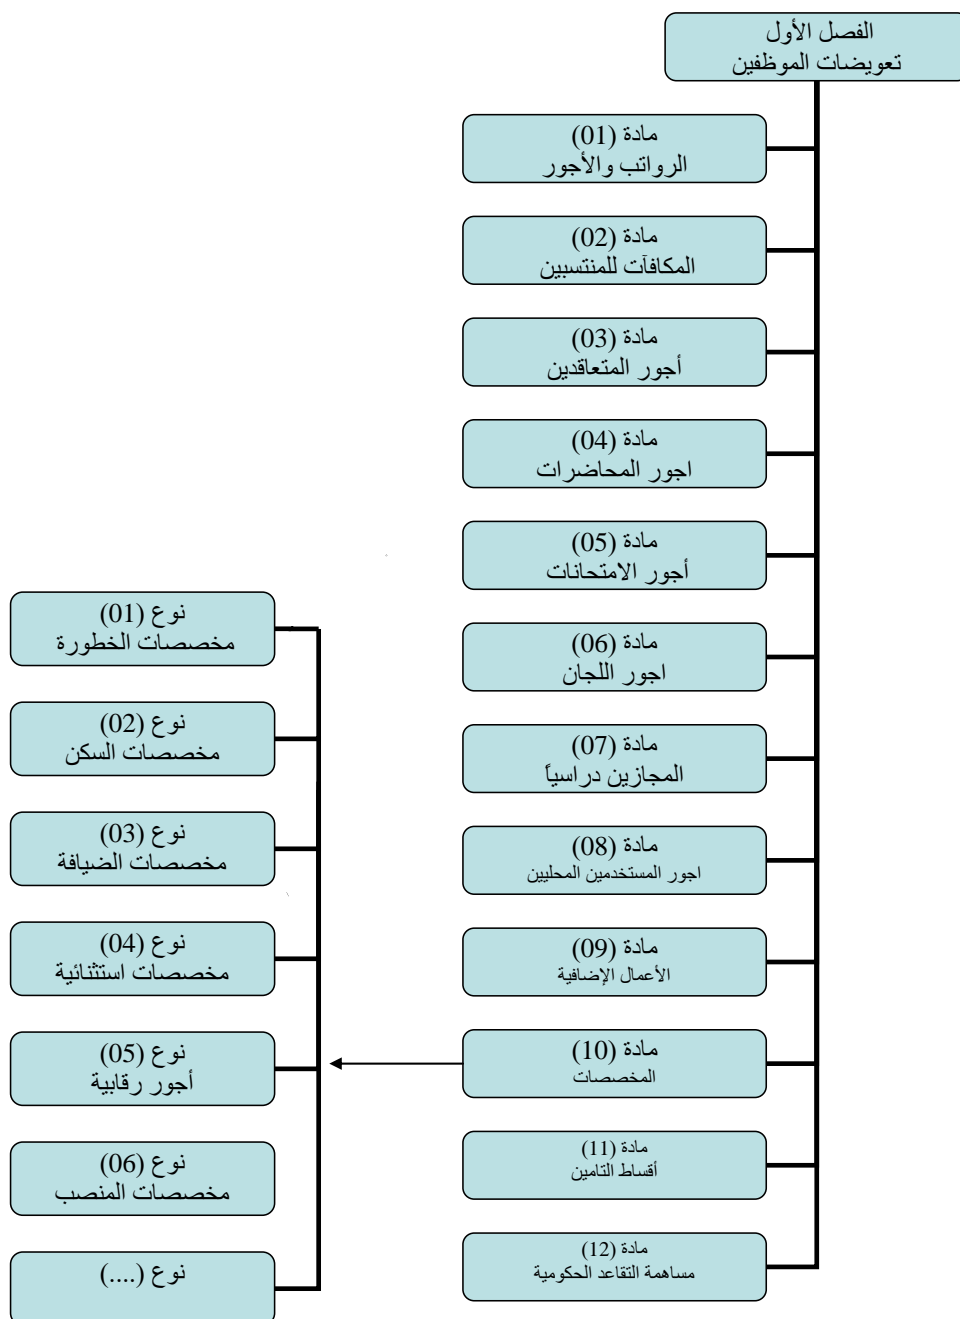 الفصل الأول
تعويضات الموظفين
مادة (01)
الرواتب والأجور
مادة (02)
المكافآت للمنتسبين
مادة (03)
أجور المتعاقدين
مادة (04)
اجور المحاضرات
مادة (05)
أجور الامتحانات
مادة (06)
اجور اللجان
مادة (07)
المجازين دراسياً
مادة (08)
اجور المستخدمين المحليين
مادة (09)
الأعمال الإضافية
مادة (10)
المخصصات
مادة (11)
أقساط التامين
مادة (12)
مساهمة التقاعد الحكومية
نوع (01)
مخصصات الخطورة
نوع (02)
مخصصات السكن
نوع (03)
مخصصات الضيافة
نوع (04)
مخصصات استثنائية
نوع (05)
أجور رقابية
نوع (06)
مخصصات المنصب
نوع (....)